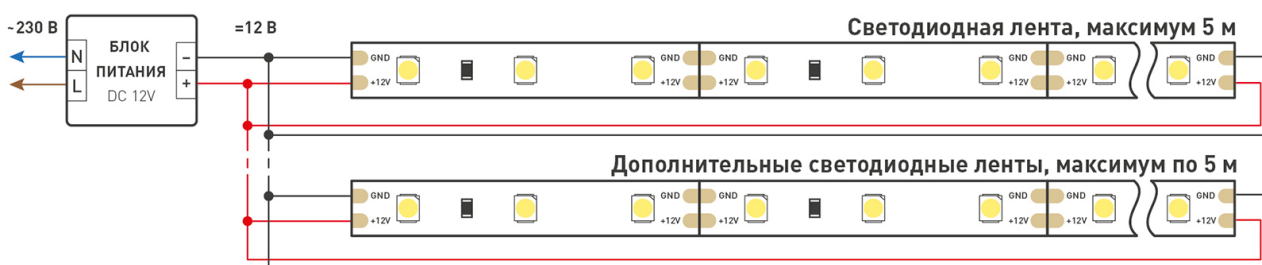 ~230 В
БЛОК
ПИТАНИЯ
DC 12V
N
L
–
+
=12 В
Светодиодная лента, максимум 5 м
GND GND GND GND GND GND
+12V +12V +12V +12V +12V +12V
Дополнительные светодиодные ленты, максимум по 5 м
GND GND GND GND GND GND
+12V +12V +12V +12V +12V +12V